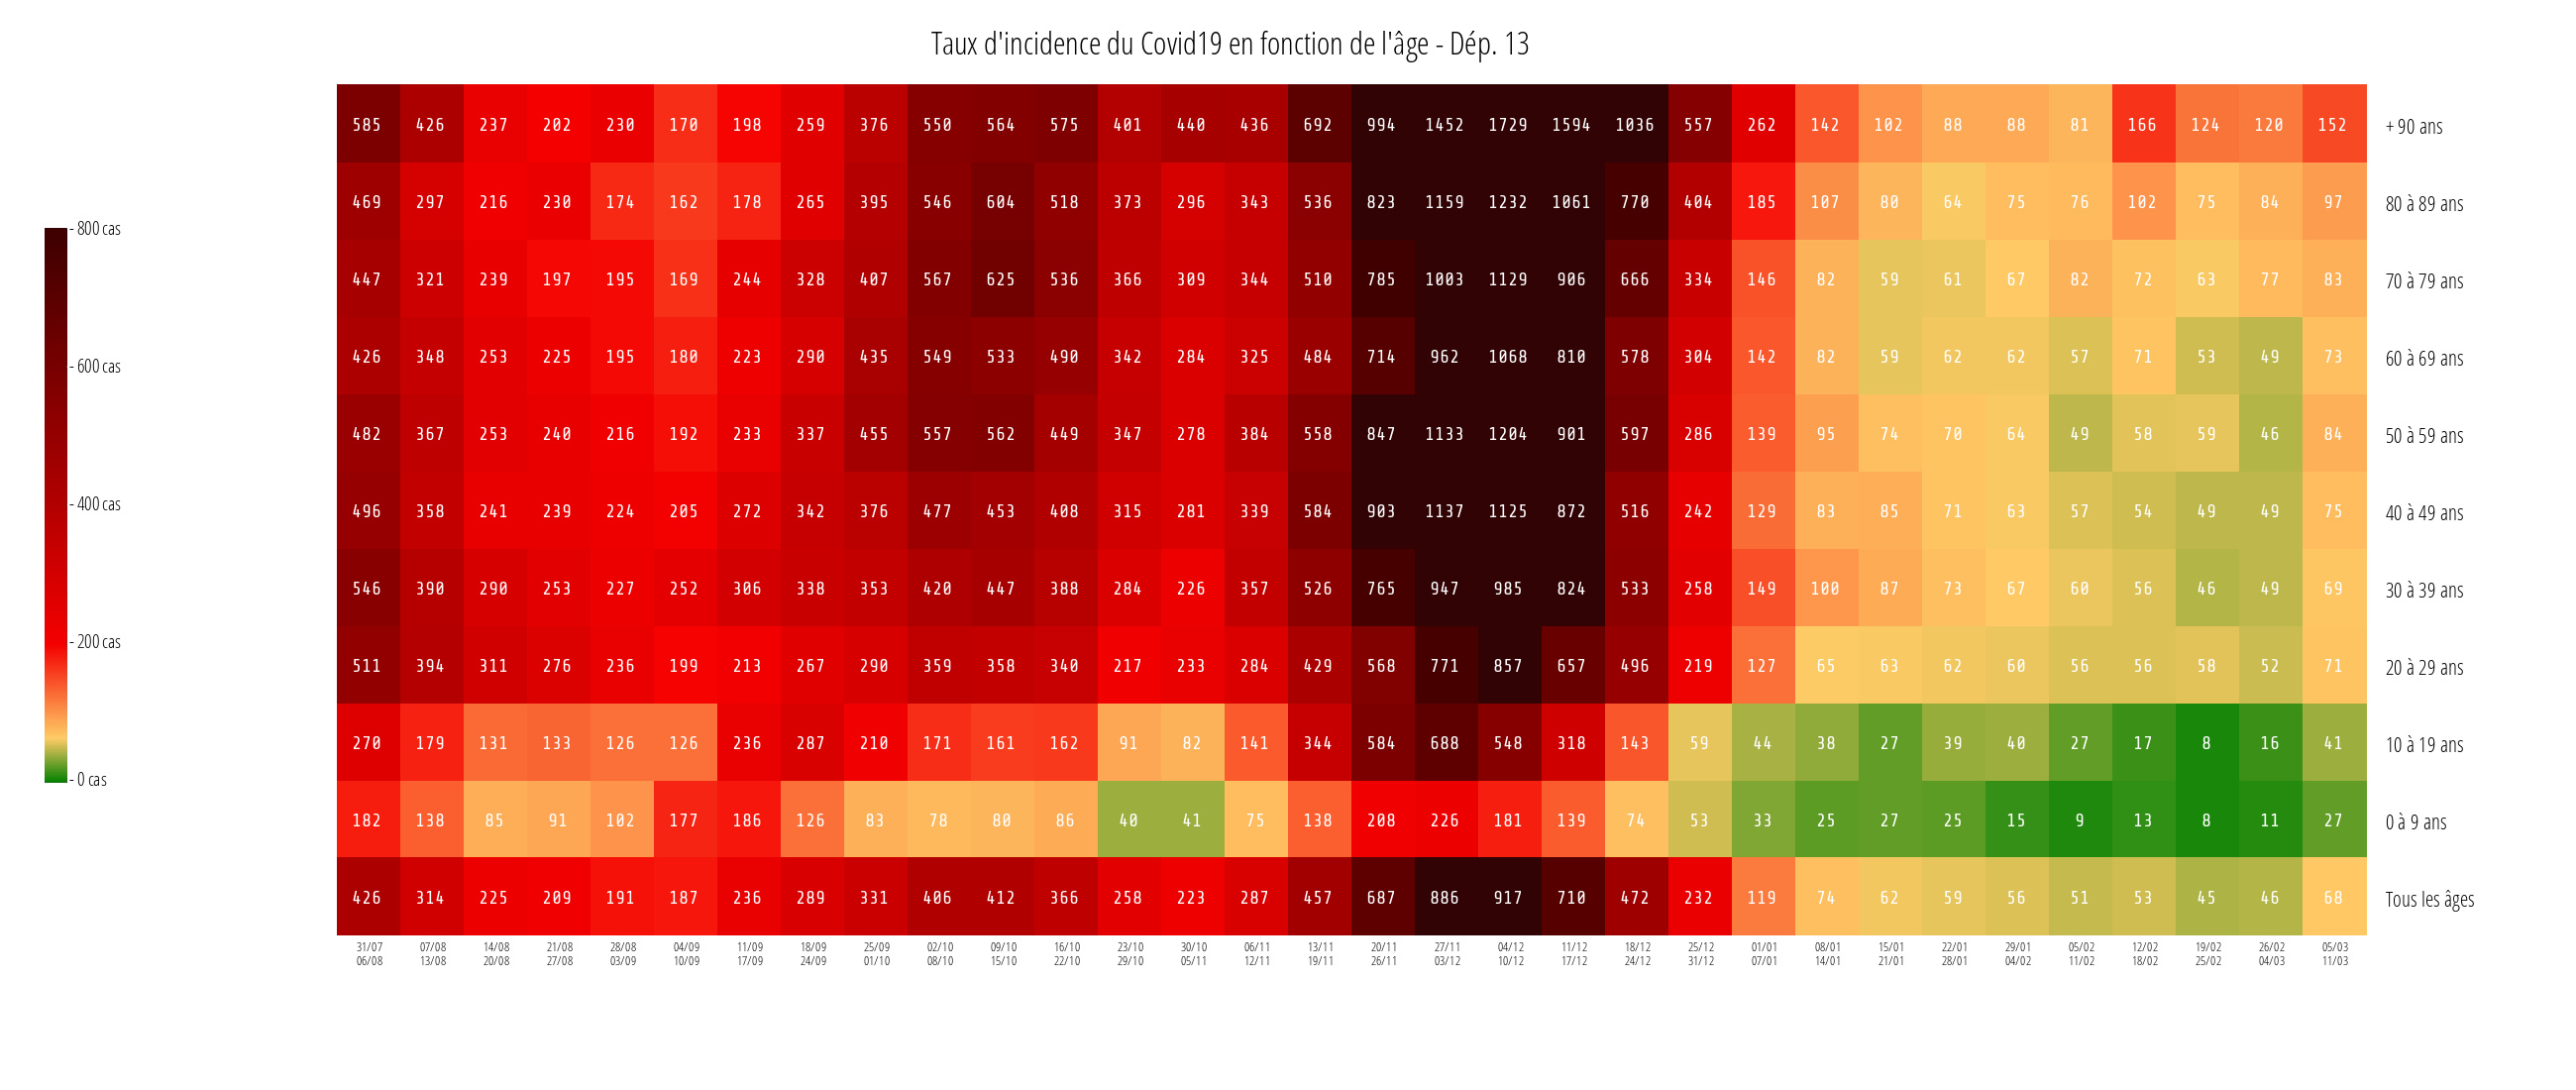 Taux d'incidence du Covid19 en fonction de l'âge - Dép. 13
- 800 cas
- 600 cas
- 400 cas
- 200 cas
- 0 cas
585 426 237 202 230 170 198 259 376 550 564 575 401 440 436 692 994 1452 1729 1594 1036 557 262 142 102 88 88 81 166 124 120 152 + 90 ans
469 297 216 230 174 162 178 265 395 546 604 518 373 296 343 536 823 1159 1232 1061 770 404 185 107 80 64 75 76 102 75 84 97 80 à 89 ans
447 321 239 197 195 169 244 328 407 567 625 536 366 309 344 510 785 1003 1129 906 666 334 146 82 59 61 67 82 72 63 77 83 70 à 79 ans
426 348 253 225 195 180 223 290 435 549 533 490 342 284 325 484 714 962 1068 810 578 304 142 82 59 62 62 57 71 53 49 73 60 à 69 ans
482 367 253 240 216 192 233 337 455 557 562 449 347 278 384 558 847 1133 1204 901 597 286 139 95 74 70 64 49 58 59 46 84 50 à 59 ans
496 358 241 239 224 205 272 342 376 477 453 408 315 281 339 584 903 1137 1125 872 516 242 129 83 85 71 63 57 54 49 49 75 40 à 49 ans
546 390 290 253 227 252 306 338 353 420 447 388 284 226 357 526 765 947 985 824 533 258 149 100 87 73 67 60 56 46 49 69 30 à 39 ans
511 394 311 276 236 199 213 267 290 359 358 340 217 233 284 429 568 771 857 657 496 219 127 65 63 62 60 56 56 58 52 71 20 à 29 ans
270 179 131 133 126 126 236 287 210 171 161 162 91 82 141 344 584 688 548 318 143 59 44 38 27 39 40 27 17 8 16 41 10 à 19 ans
182 138 85 91 102 177 186 126 83 78 80 86 40 41 75 138 208 226 181 139 74 53 33 25 27 25 15 9 13 8 11 27 0 à 9 ans
426 314 225 209 191 187 236 289 331 406 412 366 258 223 287 457 687 886 917 710 472 232 119 74 62 59 56 51 53 45 46 68 Tous les âges
31/07 07/08 14/08 21/08 28/08 04/09 11/09 18/09 25/09 02/10 09/10 16/10 23/10 30/10 06/11 13/11 20/11 27/11 04/12 11/12 18/12 25/12 01/01 08/01 15/01 22/01 29/01 05/02 12/02 19/02 26/02 05/03
06/08 13/08 20/08 27/08 03/09 10/09 17/09 24/09 01/10 08/10 15/10 22/10 29/10 05/11 12/11 19/11 26/11 03/12 10/12 17/12 24/12 31/12 07/01 14/01 21/01 28/01 04/02 11/02 18/02 25/02 04/03 11/03